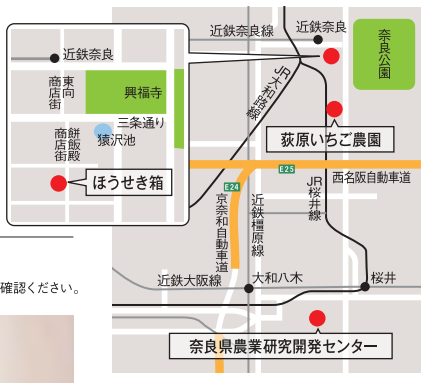 近鉄奈良線
近鉄奈良
奈良公園
JR大和路線
近鉄奈良
東向商店街
興福寺
三条通り
猿沢池
餅飯殿商店街
ほうせき箱
荻原いちご農園
E25
西名阪自動車道
E24
京奈和自動車道
近鉄橿原線
JR桜井線
近鉄大阪線
大和八木
桜井
確認ください。
奈良県農業研究開発センター